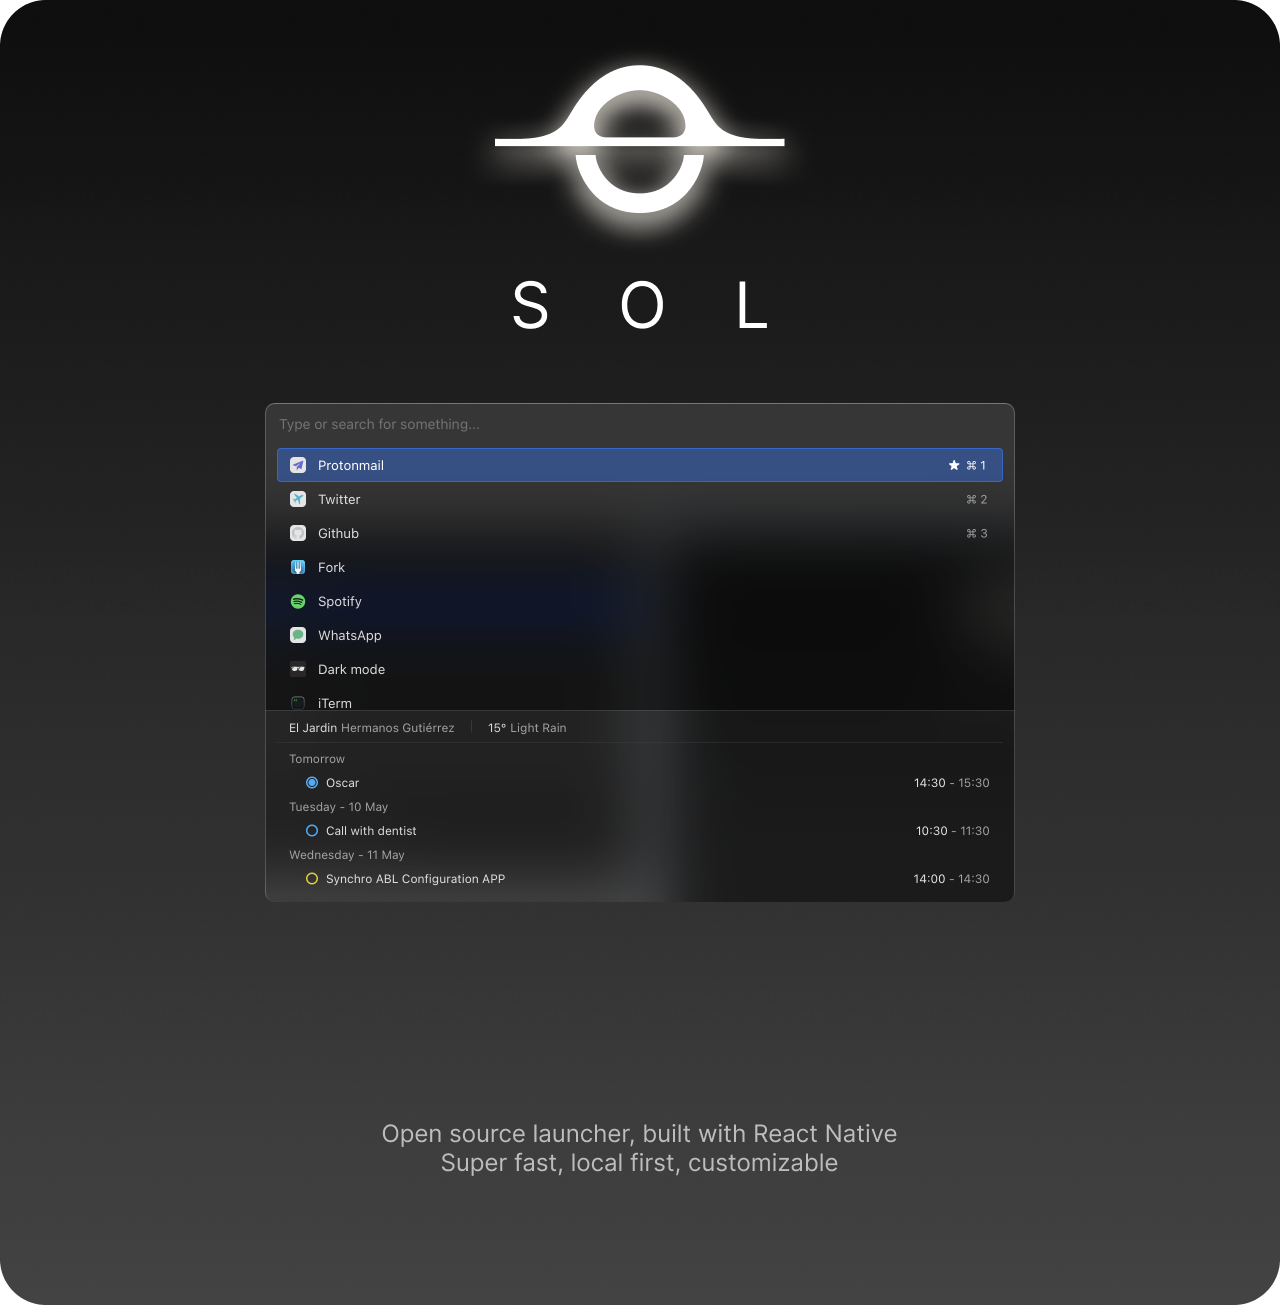 S O L
Type or search for something...
Protonmail ★ ⌘ 1
Twitter ⌘ 2
Github ⌘ 3
Fork
Spotify
WhatsApp
Dark mode
iTerm
El Jardín Hermanos Gutiérrez 15° Light Rain
Tomorrow
Oscar 14:30 - 15:30
Tuesday - 10 May
Call with dentist 10:30 - 11:30
Wednesday - 11 May
Synchro ABL Configuration APP 14:00 - 14:30
Open source launcher, built with React Native
Super fast, local first, customizable